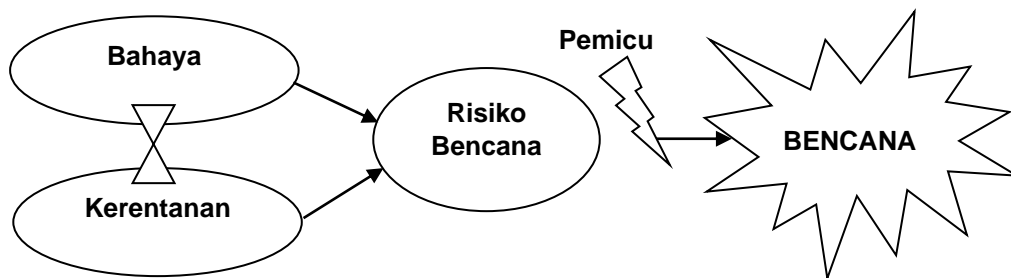 Bahaya
Kerentanan
Risiko
Bencana
Pemicu
BENCANA